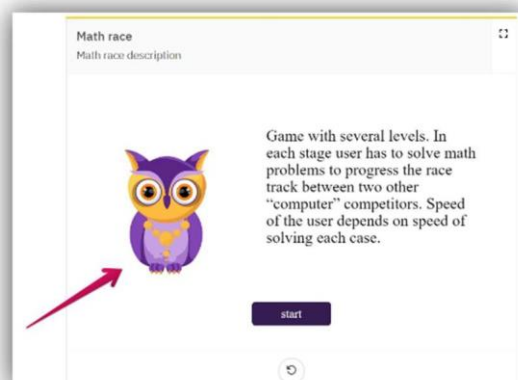 Math race
Math race description
Game with several levels. In
each stage user has to solve math
problems to progress the race
track between two other
“computer” competitors. Speed
of the user depends on speed of
solving each case.
start